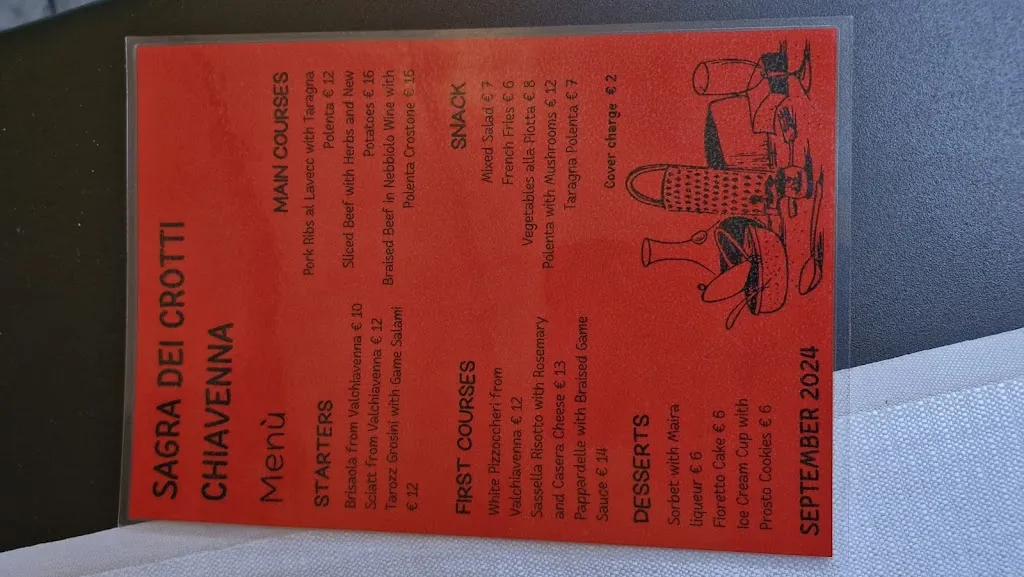 SAGRA DEI CROTTI
CHIAVENNA
Menù
STARTERS
Brisaola from Valchiavenna € 10
Sciatt from Valchiavenna € 12
Tarozz Grosini with Game Salami
€ 12
FIRST COURSES
White Pizzoccheri from
Valchiavenna € 12
Sassella Risotto with Rosemary
and Casera Cheese € 13
Pappardelle with Braised Game
Sauce € 14
DESSERTS
Sorbet with Maira
liqueur € 6
Fioretto Cake € 6
Ice Cream Cup with
Prosto Cookies € 6
MAIN COURSES
Pork Ribs al Lavecc with Taragna
Polenta € 12
Sliced Beef with Herbs and New
Potatoes € 16
Braised Beef in Nebbiolo Wine with
Polenta Crostone € 16
SNACK
Mixed Salad € 7
French Fries € 6
Vegetables alla Piotta € 8
Polenta with Mushrooms € 12
Taragna Polenta € 7
Cover charge € 2
SEPTEMBER 2024